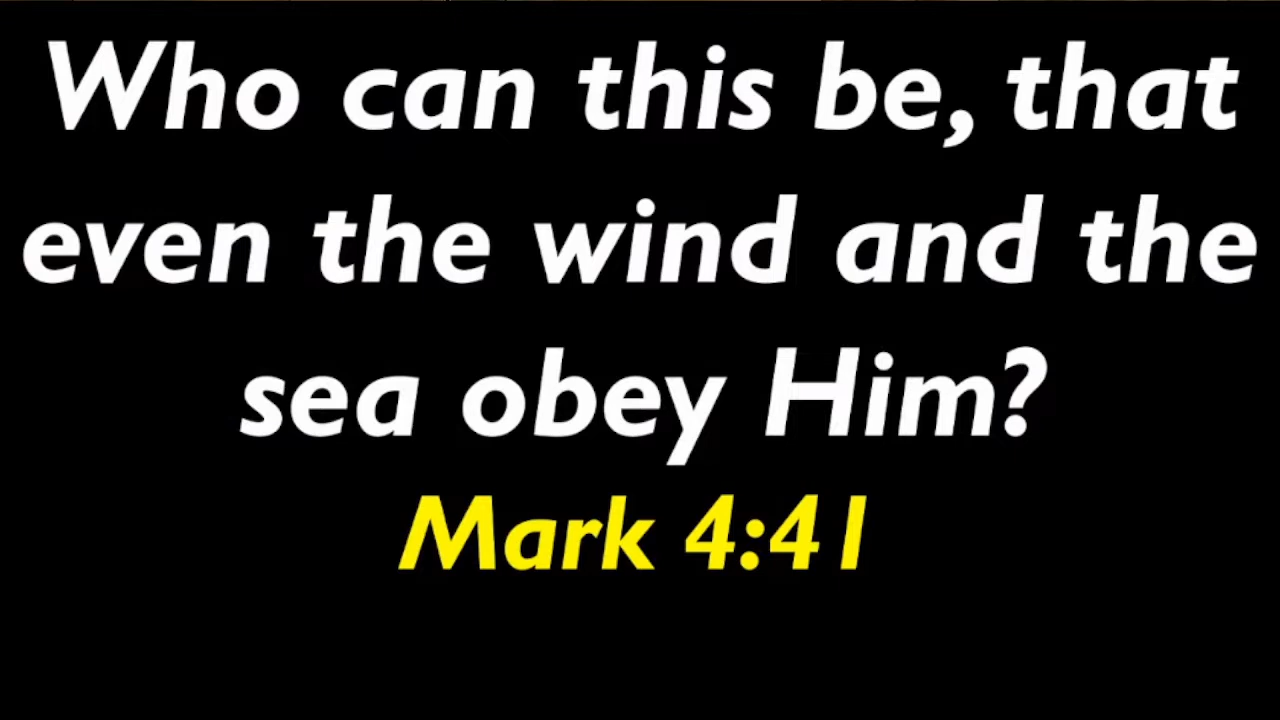 Who can this be, that
even the wind and the
sea obey Him?
Mark 4:41